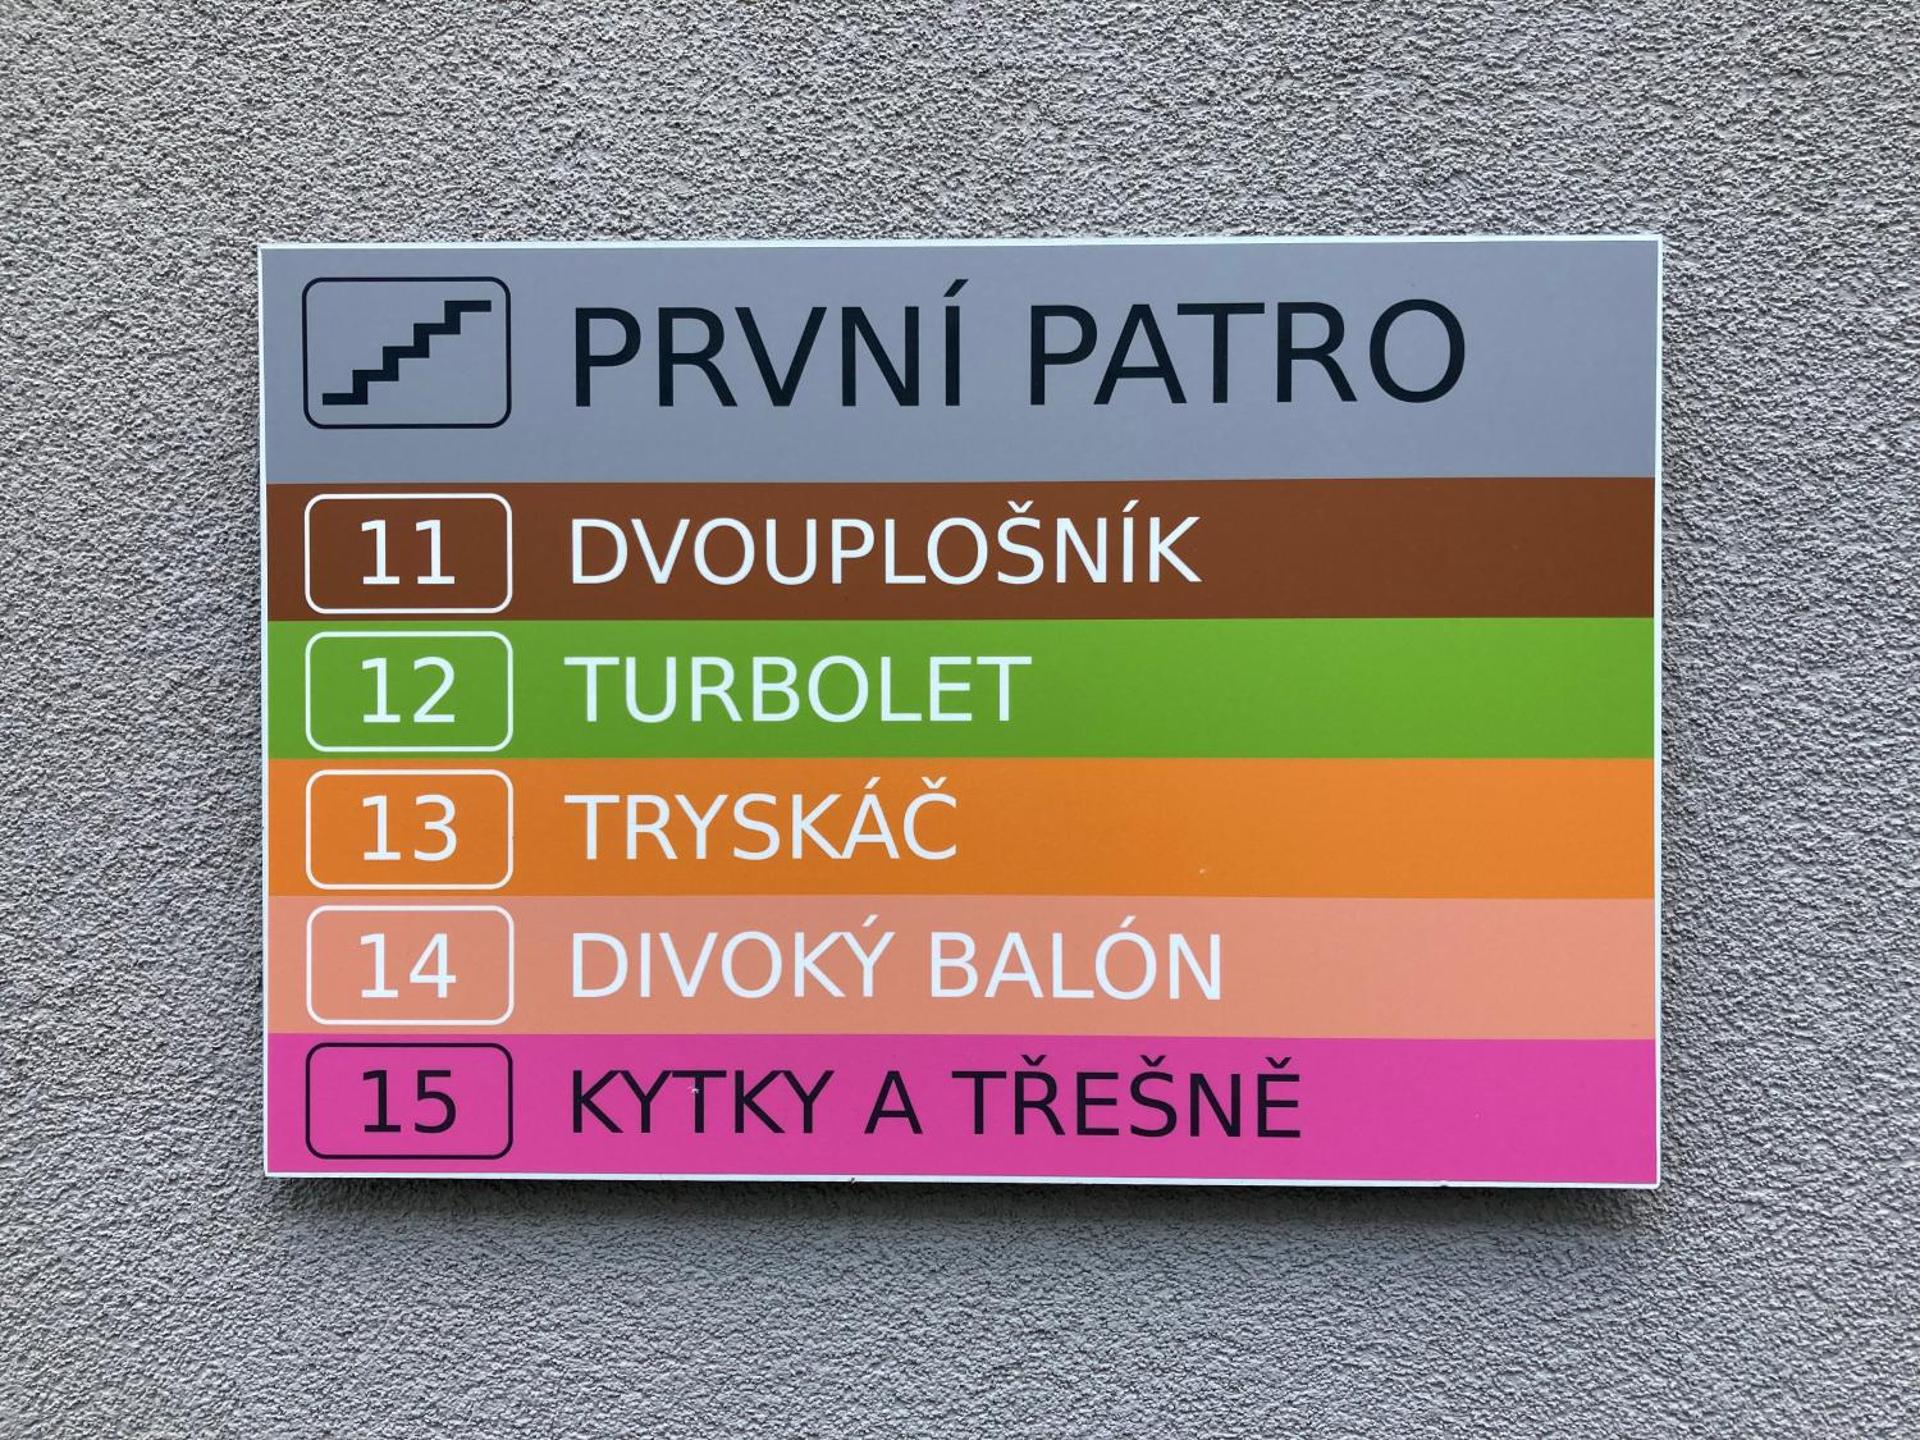 PRVNÍ PATRO
11 DVOUPLOŠNÍK
12 TURBOLET
13 TRYSKÁČ
14 DIVOKÝ BALÓN
15 KYTKY A TŘEŠNĚ